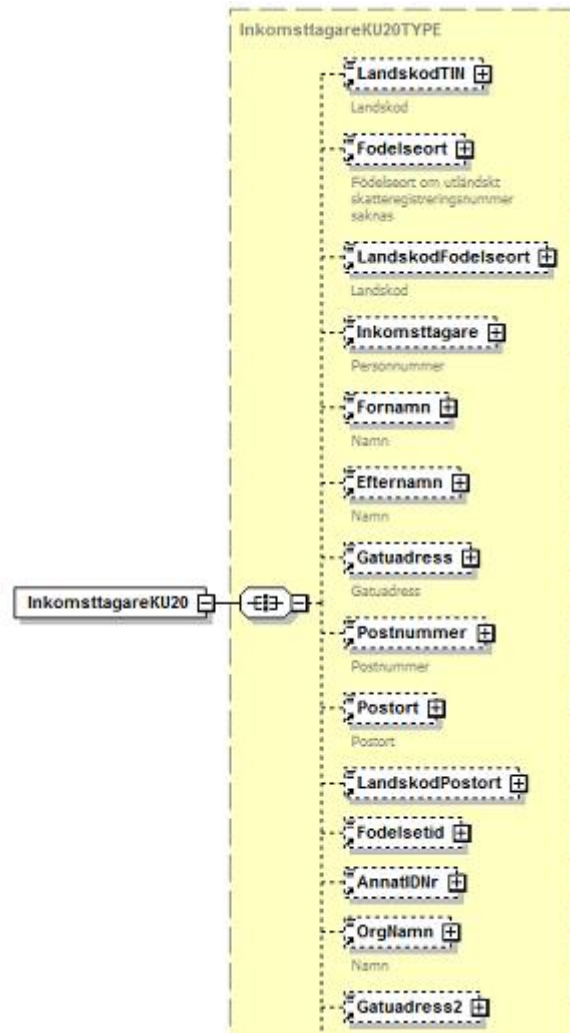 InkomsttagareKU20TYPE
LandskodTIN
Landskod
Fodelseort
Födelseort om utländskt
skatteregistreringsnummer
saknas
LandskodFodelseort
Landskod
Inkomsttagare
Personnummer
Fornamn
Namn
Efternamn
Namn
Gatuadress
Gatuadress
InkomsttagareKU20
Postnummer
Postnummer
Postort
Postort
LandskodPostort
Fodelsetid
AnnatIDNr
OrgNamn
Namn
Gatuadress2